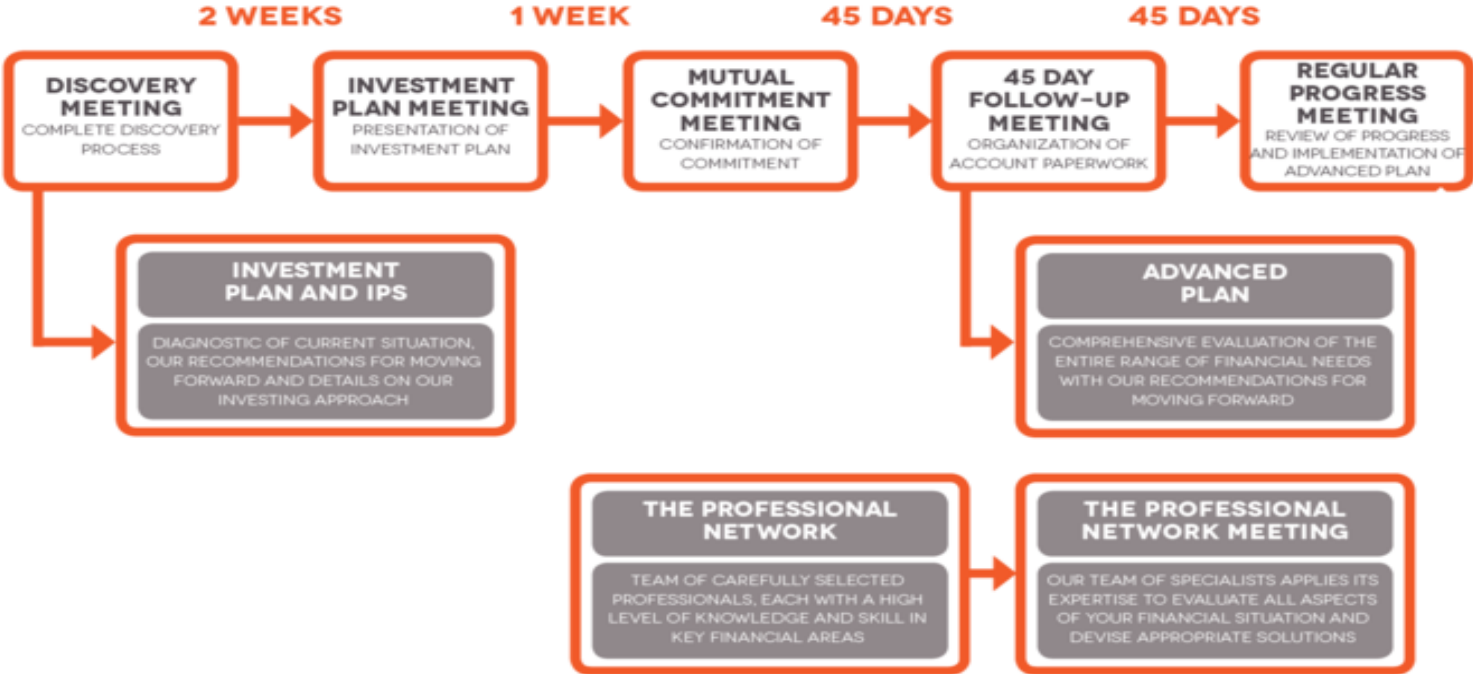 2 WEEKS
1 WEEK
45 DAYS
45 DAYS
DISCOVERY
MEETING
COMPLETE DISCOVERY
PROCESS
INVESTMENT
PLAN MEETING
PRESENTATION OF
INVESTMENT PLAN
MUTUAL
COMMITMENT
MEETING
CONFIRMATION OF
COMMITMENT
45 DAY
FOLLOW-UP
MEETING
ORGANIZATION OF
ACCOUNT PAPERWORK
REGULAR
PROGRESS
MEETING
REVIEW OF PROGRESS
AND IMPLEMENTATION OF
ADVANCED PLAN
INVESTMENT
PLAN AND IPS
DIAGNOSTIC OF CURRENT SITUATION,
OUR RECOMMENDATIONS FOR MOVING
FORWARD AND DETAILS ON OUR
INVESTING APPROACH
ADVANCED
PLAN
COMPREHENSIVE EVALUATION OF THE
ENTIRE RANGE OF FINANCIAL NEEDS
WITH OUR RECOMMENDATIONS FOR
MOVING FORWARD
THE PROFESSIONAL
NETWORK
TEAM OF CAREFULLY SELECTED
PROFESSIONALS, EACH WITH A HIGH
LEVEL OF KNOWLEDGE AND SKILL IN
KEY FINANCIAL AREAS
THE PROFESSIONAL
NETWORK MEETING
OUR TEAM OF SPECIALISTS APPLIES ITS
EXPERTISE TO EVALUATE ALL ASPECTS
OF YOUR FINANCIAL SITUATION AND
DEVISE APPROPRIATE SOLUTIONS